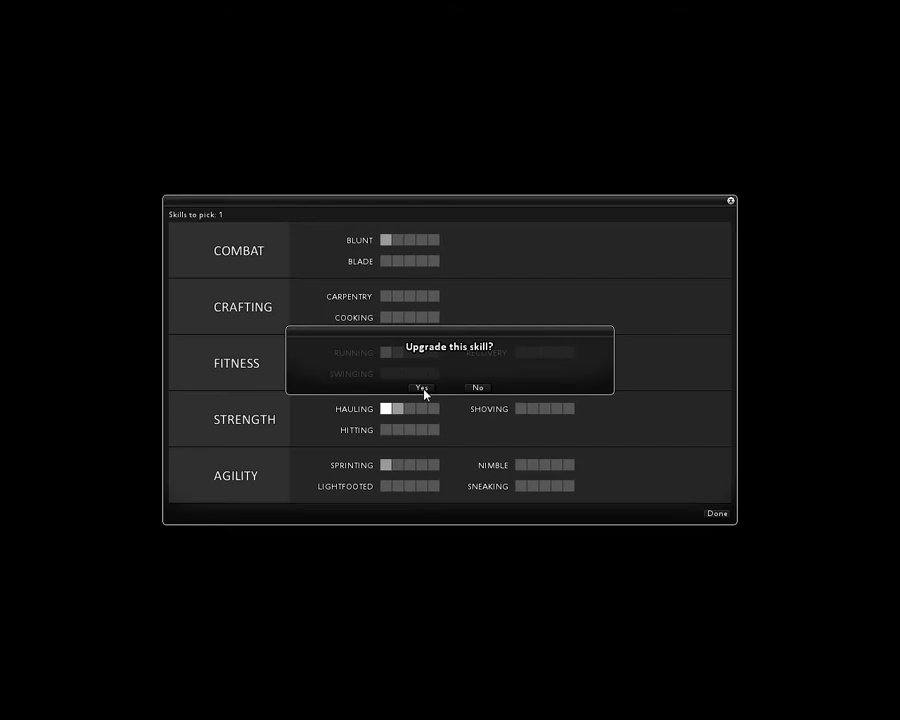 Skills to pick: 1
COMBAT
BLUNT
BLADE
CRAFTING
CARPENTRY
COOKING
Upgrade this skill?
FITNESS
RUNNING
RECOVERY
SWINGING
Yes
No
STRENGTH
HAULING
SHOVING
HITTING
AGILITY
SPRINTING
NIMBLE
LIGHTFOOTED
SNEAKING
Done